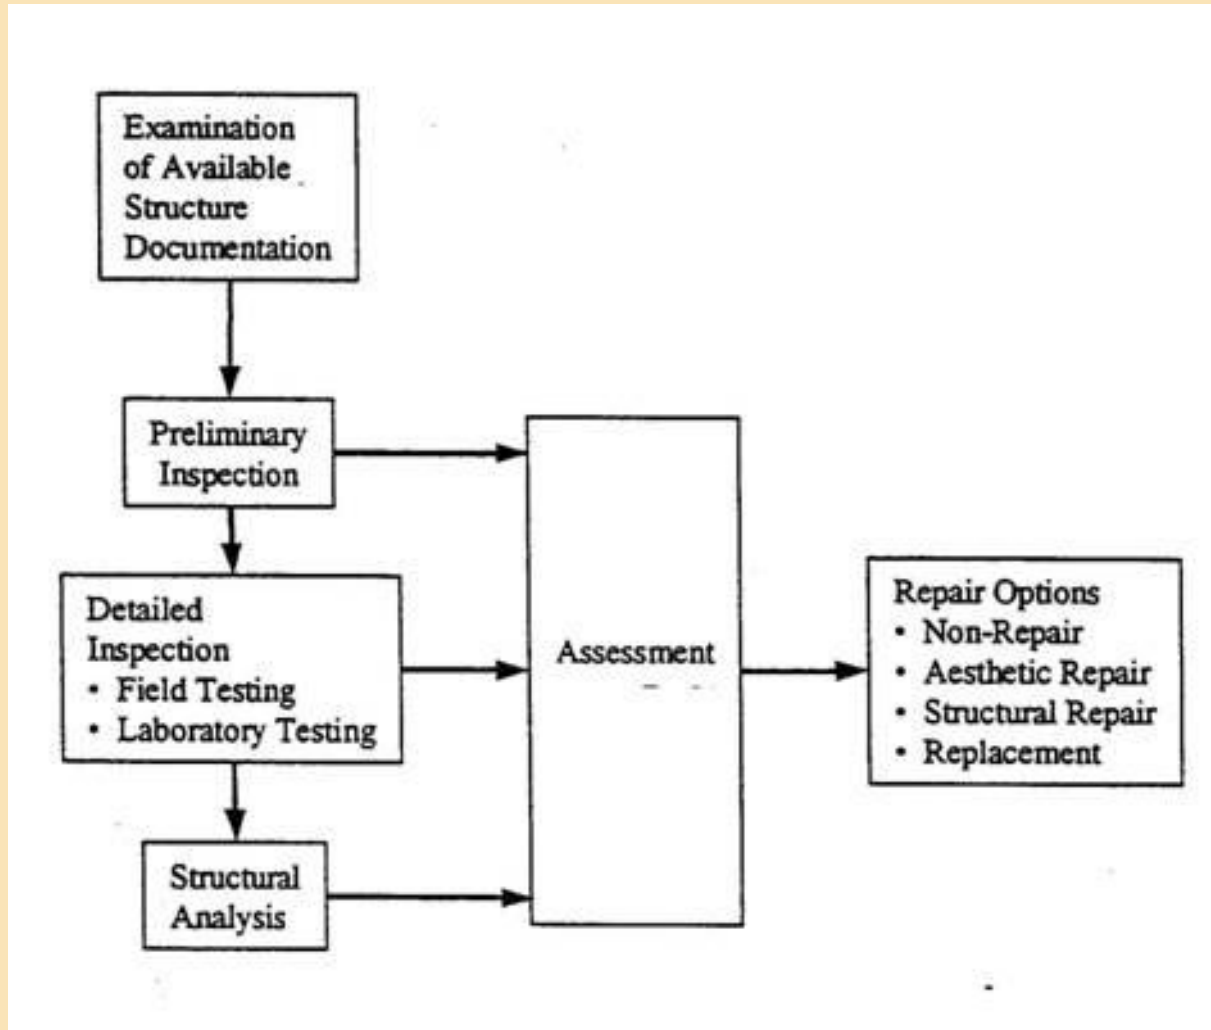 Examination
of Available
Structure
Documentation
Preliminary
Inspection
Detailed
Inspection
• Field Testing
• Laboratory Testing
Structural
Analysis
Assessment
Repair Options
• Non-Repair
• Aesthetic Repair
• Structural Repair
• Replacement